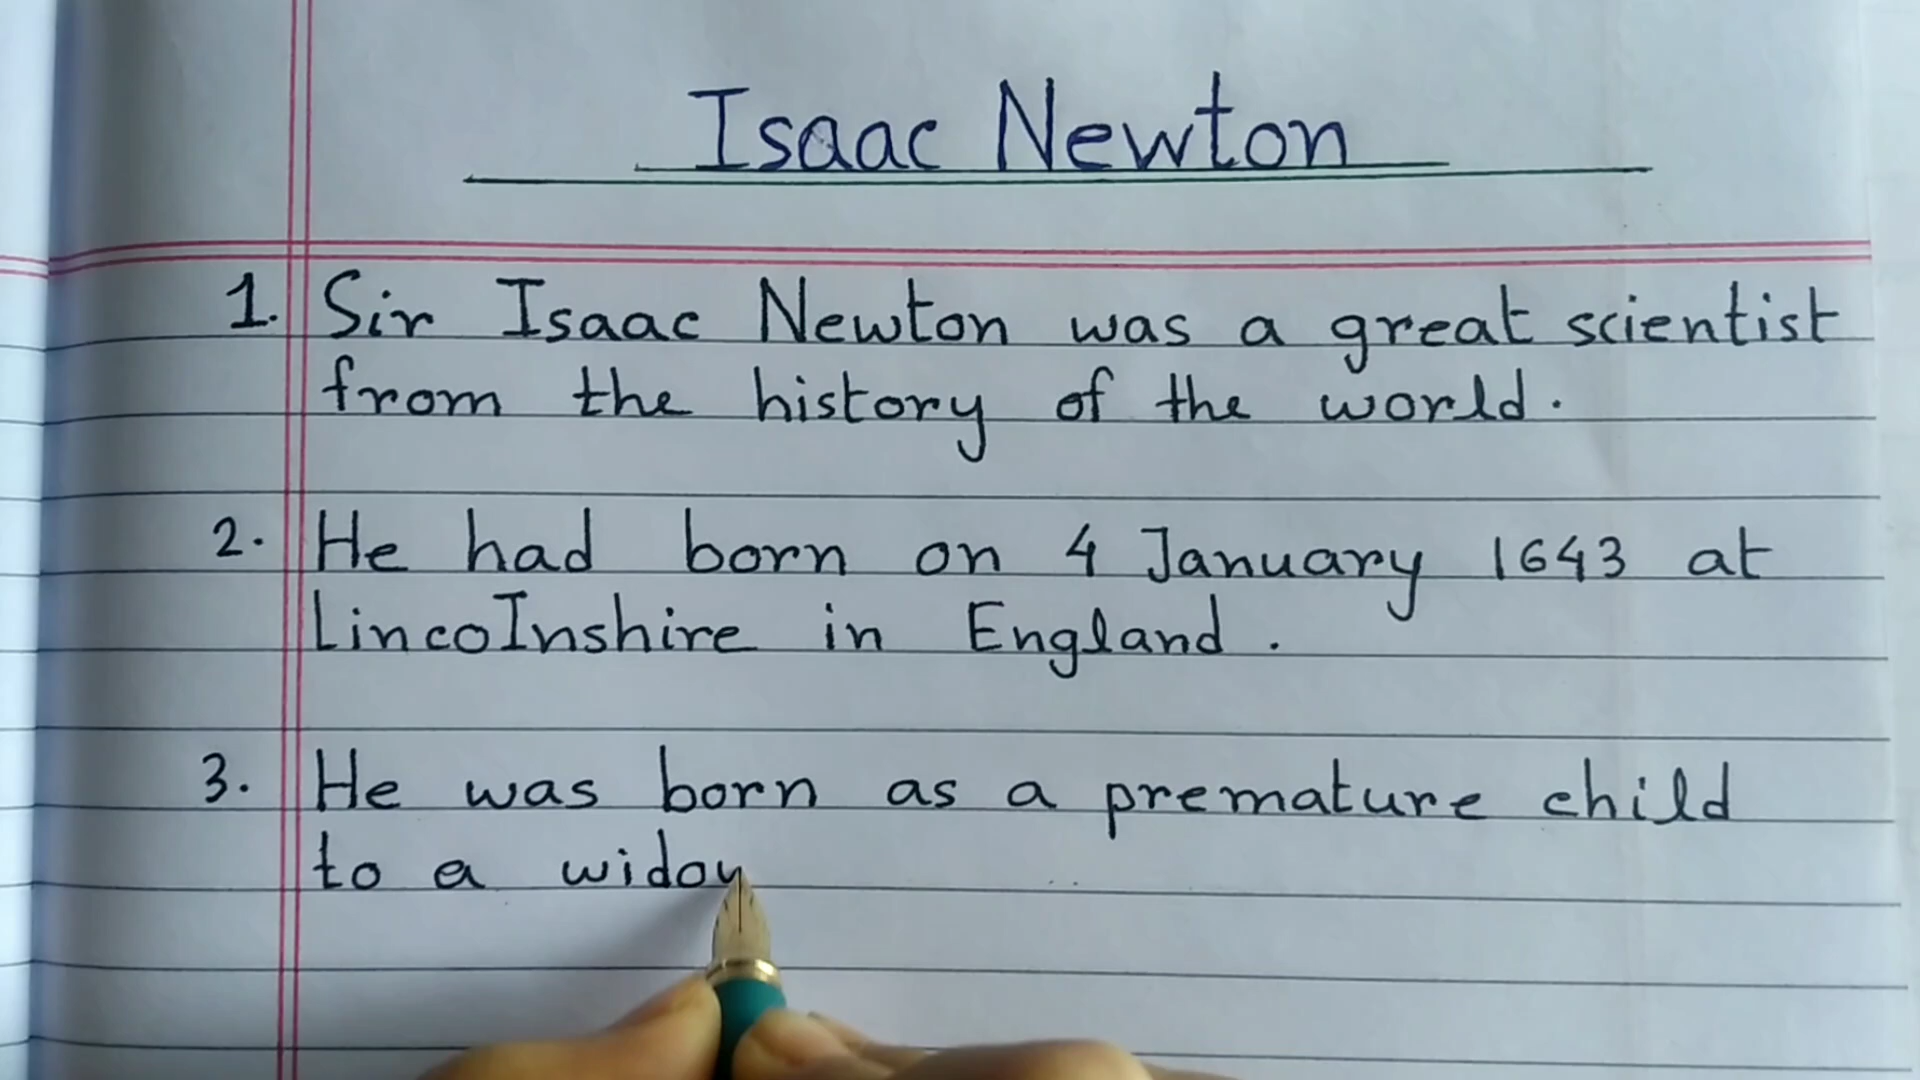 Isaac Newton
1. Sir Isaac Newton was a great scientist
from the history of the world.
2. He had born on 4 January 1643 at
LincoInshire in England.
3. He was born as a premature child
to a